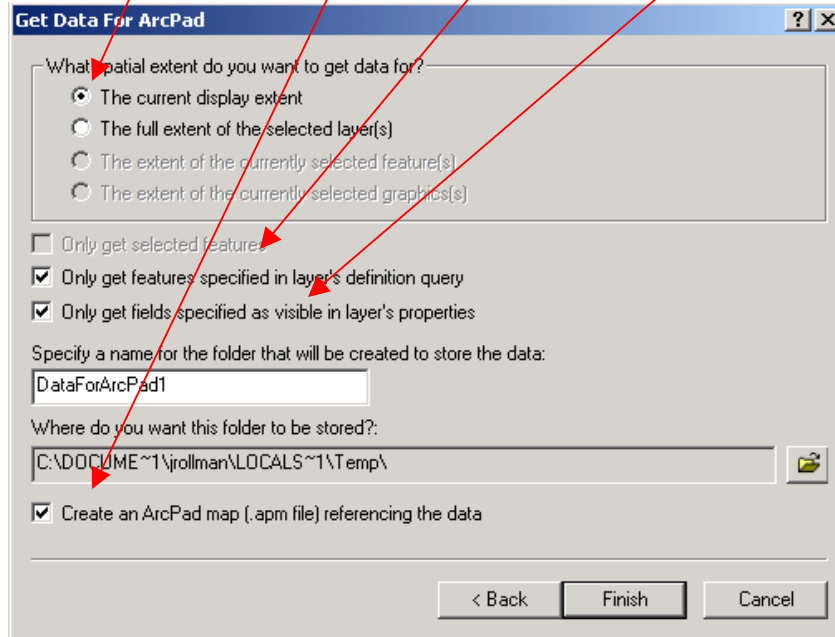 Get Data For ArcPad
What spatial extent do you want to get data for?
The current display extent
The full extent of the selected layer(s)
The extent of the currently selected feature(s)
The extent of the currently selected graphics(s)
Only get selected features
Only get features specified in layer's definition query
Only get fields specified as visible in layer's properties
Specify a name for the folder that will be created to store the data:
DataForArcPad1
Where do you want this folder to be stored?:
C:\DOCUME~1\jrollman\LOCALS~1\Temp\
Create an ArcPad map (.apm file) referencing the data
< Back Finish Cancel